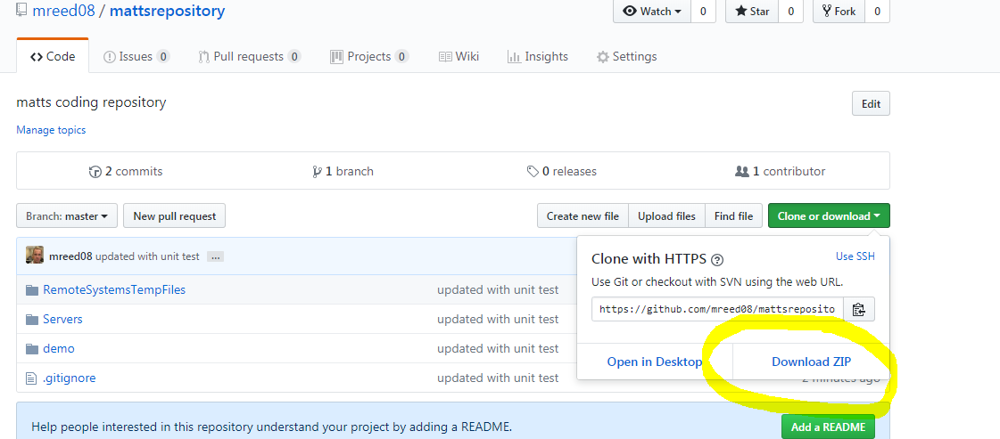 mreed08 / mattsrepository
Watch 0 Star 0 Fork 0
Code Issues 0 Pull requests 0 Projects 0 Wiki Insights Settings
matts coding repository
Edit
Manage topics
2 commits 1 branch 0 releases 1 contributor
Branch: master New pull request Create new file Upload files Find file Clone or download
mreed08 updated with unit test ...
RemoteSystemsTempFiles updated with unit test
Servers updated with unit test
demo updated with unit test
.gitignore updated with unit test 2 minutes ago
Clone with HTTPS ? Use SSH
Use Git or checkout with SVN using the web URL.
https://github.com/mreed08/mattsreposito
Open in Desktop Download ZIP
Help people interested in this repository understand your project by adding a README. Add a README